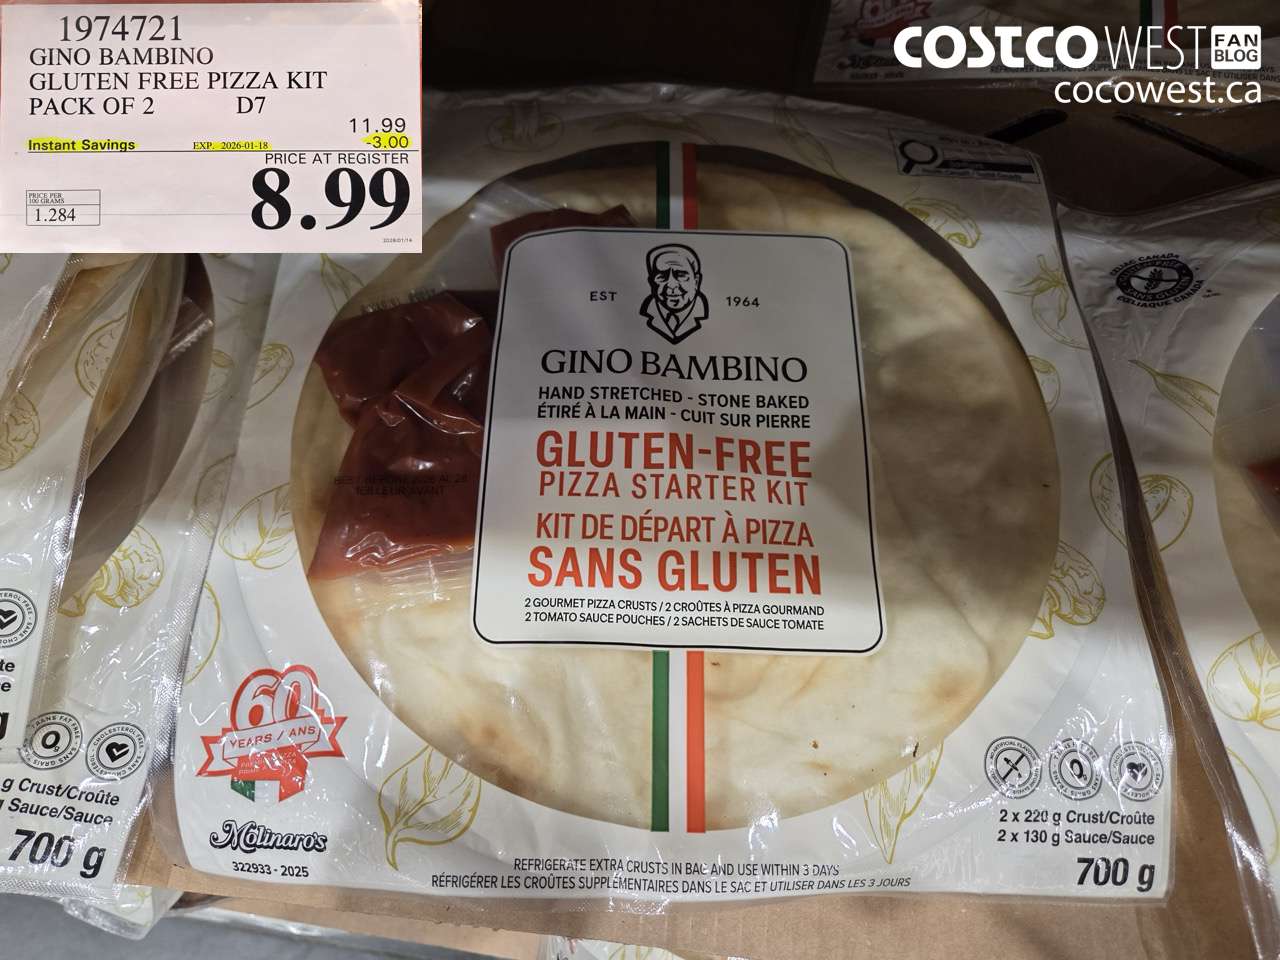 1974721
GINO BAMBINO
GLUTEN FREE PIZZA KIT
PACK OF 2 D7
11.99
Instant Savings EXP. 2026-01-18 -3.00
PRICE AT REGISTER
8.99
PRICE PER
100 GRAMS
1.284
COSTCO WEST FAN BLOG
cocowest.ca
EST 1964
GINO BAMBINO
HAND STRETCHED - STONE BAKED
ÉTIRÉ À LA MAIN - CUIT SUR PIERRE
GLUTEN-FREE
PIZZA STARTER KIT
KIT DE DÉPART À PIZZA
SANS GLUTEN
2 GOURMET PIZZA CRUSTS / 2 CROÛTES À PIZZA GOURMAND
2 TOMATO SAUCE POUCHES / 2 SACHETS DE SAUCE TOMATE
60
YEARS / ANS
Molinaro's
322933 - 2025
REFRIGERATE EXTRA CRUSTS IN BAG AND USE WITHIN 3 DAYS
RÉFRIGÉRER LES CROÛTES SUPPLÉMENTAIRES DANS LE SAC ET UTILISER DANS LES 3 JOURS
2 x 220 g Crust/Croûte
2 x 130 g Sauce/Sauce
700 g
g Crust/Croûte
g Sauce/Sauce
700 g